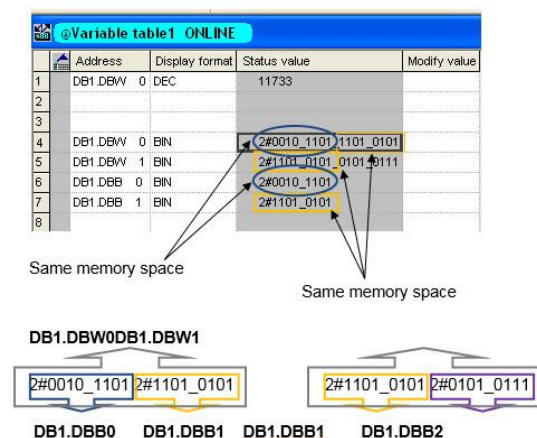 @Variable table1 ONLINE
Address Display format Status value Modify value
1 DB1.DBW 0 DEC 11733
2
3
4 DB1.DBW 0 BIN 2#0010_1101_1101_0101
5 DB1.DBW 1 BIN 2#1101_0101_0101_0111
6 DB1.DBB 0 BIN 2#0010_1101
7 DB1.DBB 1 BIN 2#1101_0101
8
Same memory space
Same memory space
DB1.DBW0DB1.DBW1
2#0010_1101 2#1101_0101 2#1101_0101 2#0101_0111
DB1.DBB0 DB1.DBB1 DB1.DBB1 DB1.DBB2